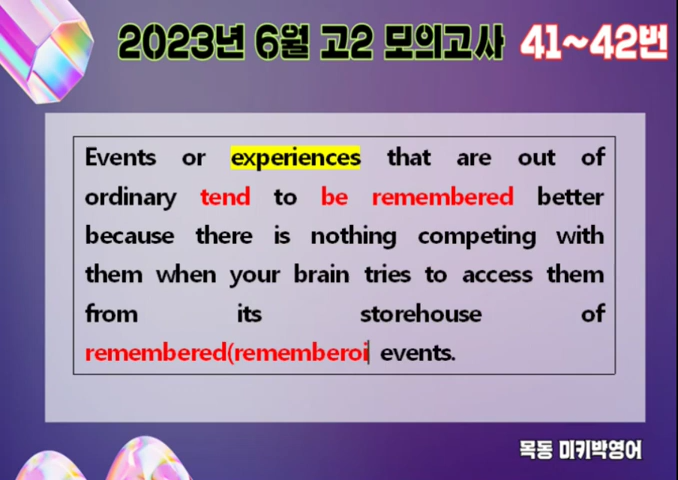 2023년 6월 고2 모의고사 41~42번
Events or experiences that are out of
ordinary tend to be remembered better
because there is nothing competing with
them when your brain tries to access them
from its storehouse of
remembered(rememberoi events.
목동 미키박영어